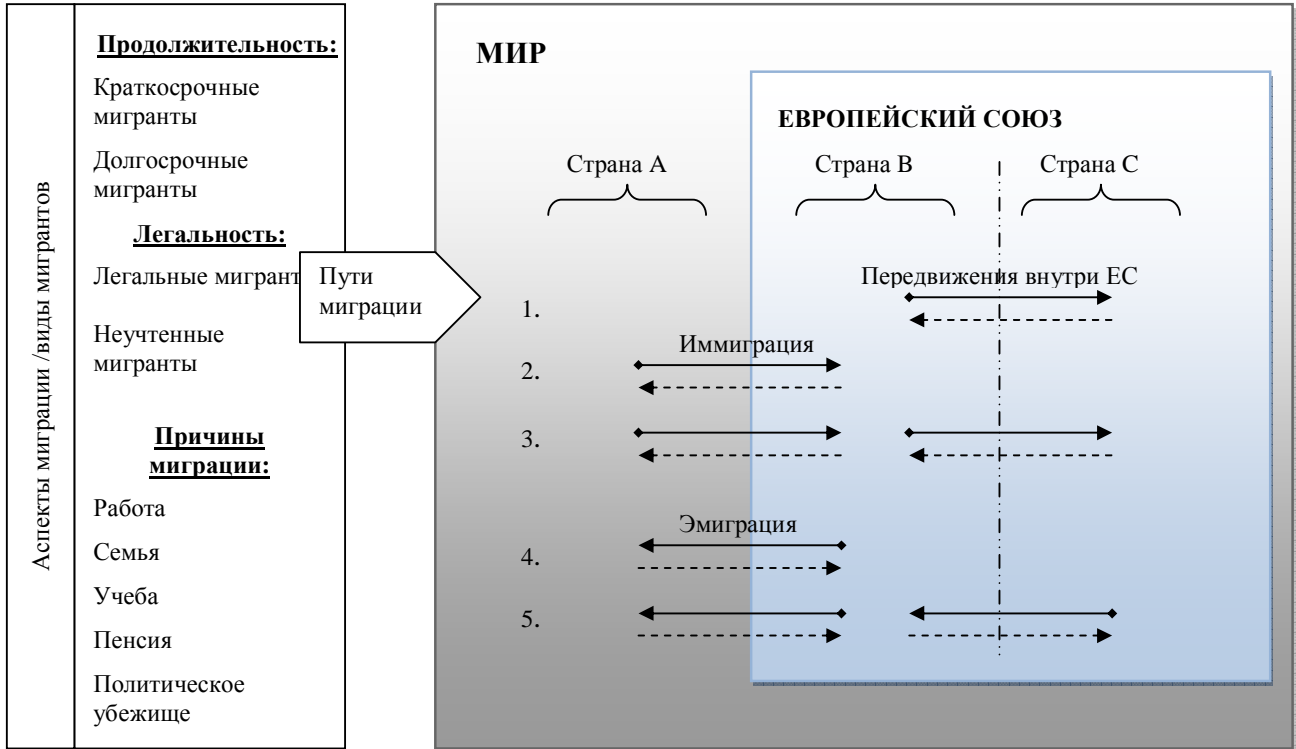 Аспекты миграции /виды мигрантов
Продолжительность:
Краткосрочные
мигранты
Долгосрочные
мигранты
Легальность:
Легальные мигрант
Неучтенные
мигранты
Причины
миграции:
Работа
Семья
Учеба
Пенсия
Политическое
убежище
Пути
миграции
МИР
ЕВРОПЕЙСКИЙ СОЮЗ
Страна А
Страна В
Страна С
Передвижения внутри ЕС
1.
Иммиграция
2.
3.
Эмиграция
4.
5.